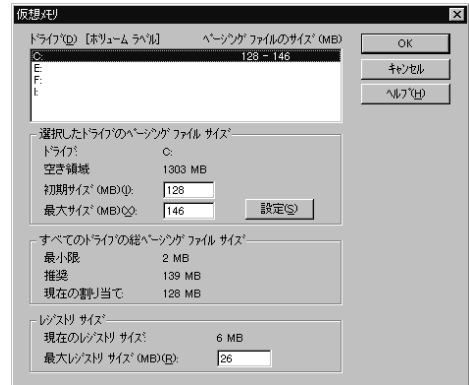 仮想メモリ
ドライブ(D) [ボリューム ラベル] ページング ファイルのサイズ (MB)
C: 128 - 146
E:
F:
I:
OK
キャンセル
ヘルプ(H)
選択したドライブのページング ファイル サイズ
ドライブ: C:
空き領域 1303 MB
初期サイズ (MB)(I): 128
最大サイズ (MB)(X): 146 設定(S)
すべてのドライブの総ページング ファイル サイズ
最小限: 2 MB
推奨 139 MB
現在の割り当て: 128 MB
レジストリ サイズ
現在のレジストリ サイズ: 6 MB
最大レジストリ サイズ (MB)(R): 26